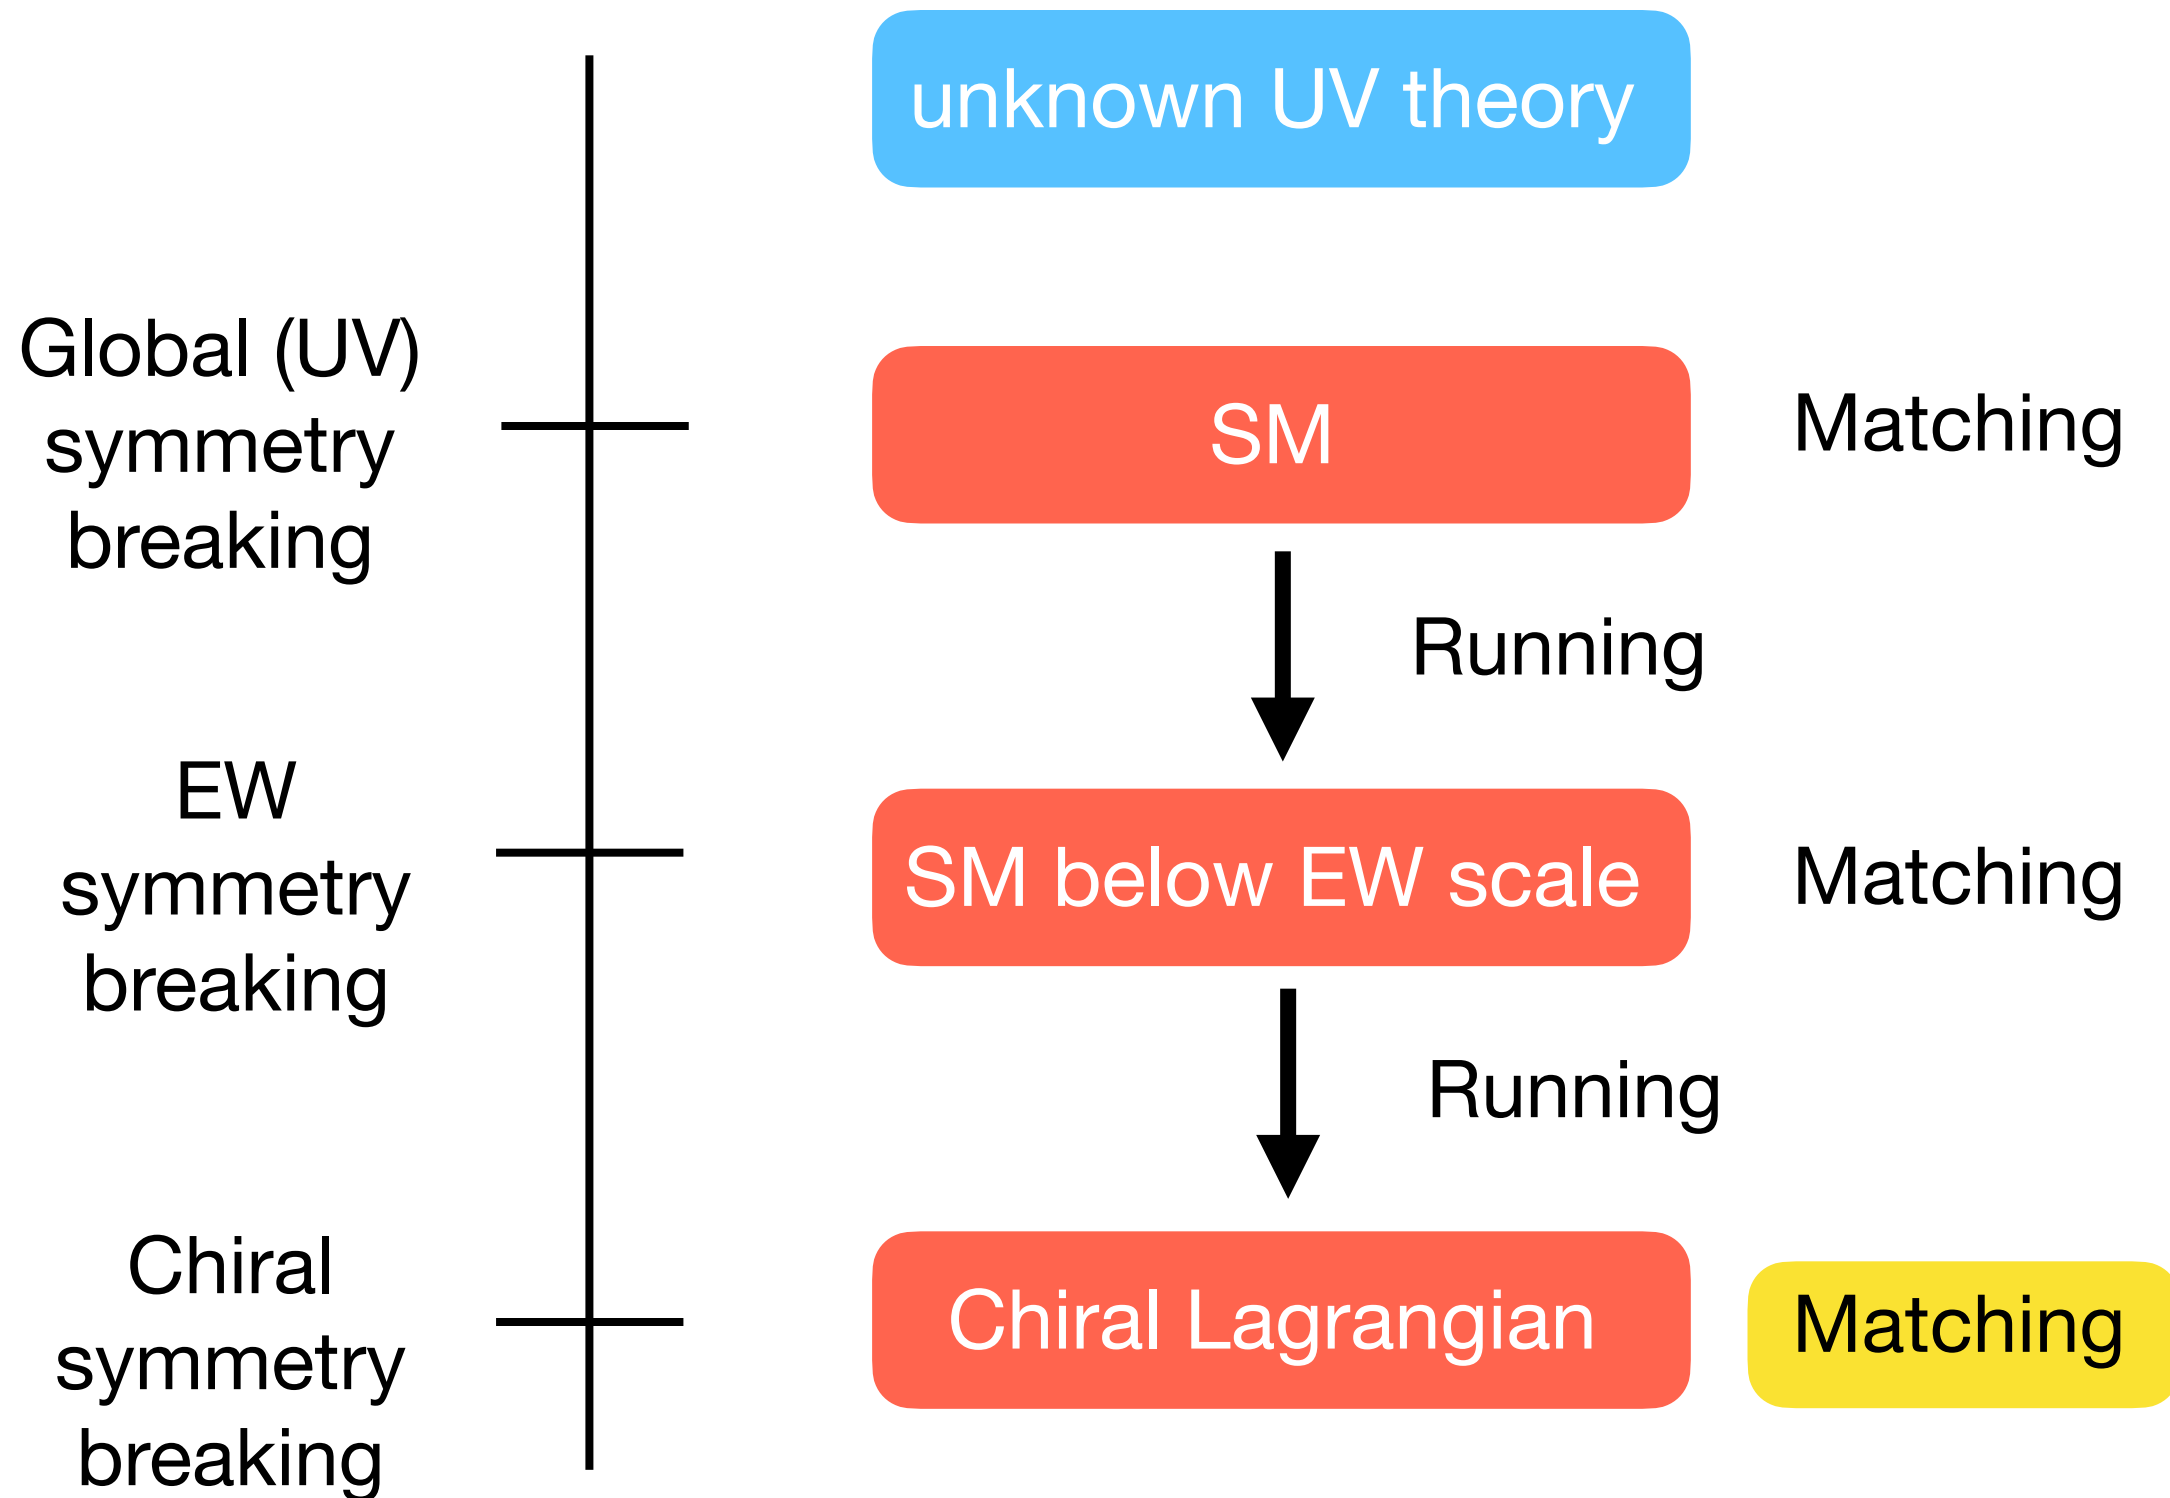 unknown UV theory
Global (UV)
symmetry
breaking
SM
Matching
Running
EW
symmetry
breaking
SM below EW scale
Matching
Running
Chiral
symmetry
breaking
Chiral Lagrangian
Matching